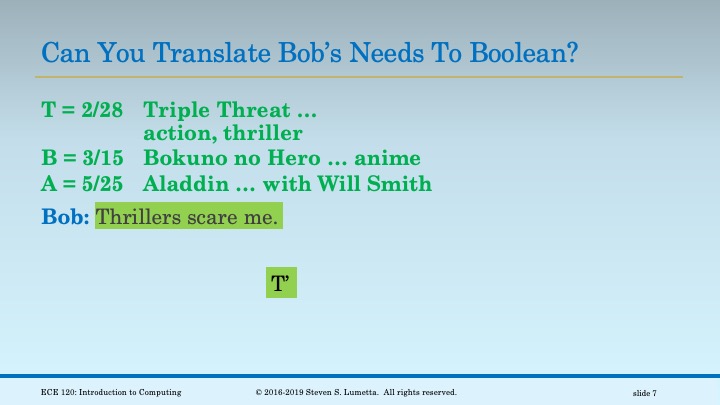 Can You Translate Bob’s Needs To Boolean?
T = 2/28 Triple Threat …
action, thriller
B = 3/15 Bokuno no Hero … anime
A = 5/25 Aladdin … with Will Smith
Bob: Thrillers scare me.
T’
ECE 120: Introduction to Computing © 2016-2019 Steven S. Lumetta. All rights reserved. slide 7